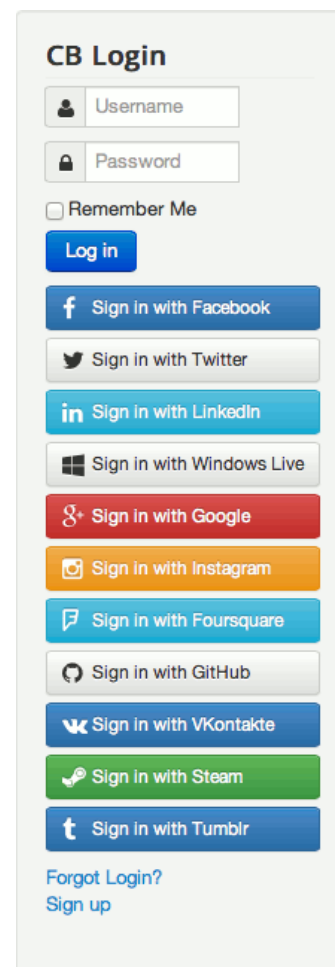 CB Login
Username
Password
Remember Me
Log in
Sign in with Facebook
Sign in with Twitter
Sign in with LinkedIn
Sign in with Windows Live
Sign in with Google
Sign in with Instagram
Sign in with Foursquare
Sign in with GitHub
Sign in with VKontakte
Sign in with Steam
Sign in with Tumblr
Forgot Login?
Sign up